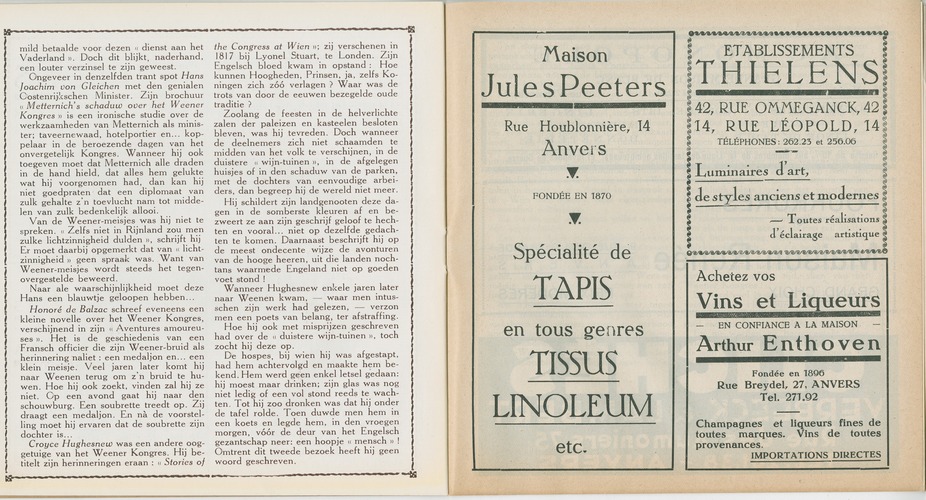 mild betaalde voor dezen « dienst aan het
Vaderland ». Doch dit blijkt, naderhand,
een louter verzinsel te zijn geweest.
Ongeveer in denzelfden trant spot Hans
Joachim von Gleichen met den genialen
Oostenrijkschen Minister. Zijn brochuur
« Metternich's schaduw over het Weener
Kongres » is een ironische studie over de
werkzaamheden van Metternich als minis-
ter; taveernewaad, hotelportier en... kop-
pelaar in de beroezende dagen van het
onvergetelijk Kongres. Wanneer hij ook
toegeven moet dat Metternich alle draden
in de hand hield, dat alles hem gelukte
wat hij voorgenomen had, dan kan hij
niet goedpraten dat een diplomaat van
zulk gehalte z'n toevlucht nam tot midde-
len van zulk bedenkelijk allooi.
Van de Weener-meisjes was hij niet te
spreken. « Zelfs niet in Rijnland zou men
zulke lichtzinnigheid dulden », schrijft hij
Er moet daarbij opgemerkt dat van « licht-
zinnigheid » geen spraak was. Want van
Weener-meisjes wordt steeds het tegen-
overgestelde beweerd.
Naar alle waarschijnlijkheid moet deze
Hans een blauwtje geloopen hebben...
Honoré de Balzac schreef eveneens een
kleine novelle over het Weener Kongres,
verschijnend in zijn « Aventures amoureu-
ses ». Het is de geschiedenis van een
Fransch officier die zijn Weener-bruid als
herinnering naliet : een medaljon en... een
klein meisje. Veel jaren later komt hij
naar Weenen terug om z'n bruid te hu-
wen. Hoe hij ook zoekt, vinden zal hij ze
niet. Op een avond gaat hij naar den
schouwburg. Een soubrette treedt op. Zij
draagt een medaljon. En nà de voorstel-
ling moet hij ervaren dat de soubrette zijn
dochter is...
Croyce Hughesnew was een andere oog-
getuige van het Weener Kongres. Hij be-
titelt zijn herinneringen eraan : « Stories of
the Congress at Wien »; zij verschenen in
1817 bij Lyonel Stuart, te Londen. Zijn
Engelsch bloed kwam in opstand : Hoe
kunnen Hoogheden, Prinsen, ja, zelfs Ko-
ningen zich zóó verlagen ? Waar was de
trots van door de eeuwen bezegelde oude
traditie ?
Zoolang de feesten in de helverlichte
zalen der paleizen en kasteelen besloten
bleven, was hij tevreden. Doch wanneer
de deelnemers zich niet schaamden te
midden van het volk te verschijnen, in de
duistere « wijn-tuinen », in de afgelegen
huisjes of in den schaduw van de parken,
met de dochters van eenvoudige arbei-
ders, dan begreep hij de wereld niet meer.
Hij schildert zijn landgenooten deze da-
gen in de somberste kleuren af en be-
zweert ze aan zijn geschrijf geloof te hech-
ten en vooral... niet op dezelfde gedach-
ten te komen. Daarnaast beschrijft hij op
de meest ondecente wijze de avonturen
van de hooge heeren, uit die landen noch-
tans waarmede Engeland niet op goeden
voet stond !
Wanneer Hughesnew enkele jaren later
naar Weenen kwam, — waar men intus-
schen zijn werk had gelezen, — verzon
men een poets van belang, ter afstraffing.
Hoe hij ook met misprijzen geschreven
had over de « duistere wijn-tuinen », toch
zocht hij deze op.
De hospes, bij wien hij was afgestapt,
had hem achtervolgd en maakte hem be-
kend. Hem werd geen enkel letsel gedaan:
hij moest maar drinken; zijn glas was nog
niet ledig of een vol stond reeds te wach-
ten. Tot hij zoo dronken was dat hij onder
de tafel rolde. Toen duwde men hem in
een koets en legde hem, in den vroegen
morgen, vóór de deur van het Engelsch
gezantschap neer: een hoopje « mensch » !
Omtrent dit tweede bezoek heeft hij geen
woord geschreven.
Maison
Jules Peeters
Rue Houblonnière, 14
Anvers
FONDÉE EN 1870
Spécialité de
TAPIS
en tous genres
TISSUS
LINOLEUM
etc.
ETABLISSEMENTS
THIELENS
42, RUE OMMEGANCK, 42
14, RUE LÉOPOLD, 14
TÉLÉPHONES : 262.23 et 256.06
Luminaires d'art,
de styles anciens et modernes
— Toutes réalisations
d'éclairage artistique
Achetez vos
Vins et Liqueurs
— EN CONFIANCE A LA MAISON —
Arthur Enthoven
Fondée en 1896
Rue Breydel, 27, ANVERS
Tel. 271,92
Champagnes et liqueurs fines de
toutes marques. Vins de toutes
provenances.
IMPORTATIONS DIRECTES